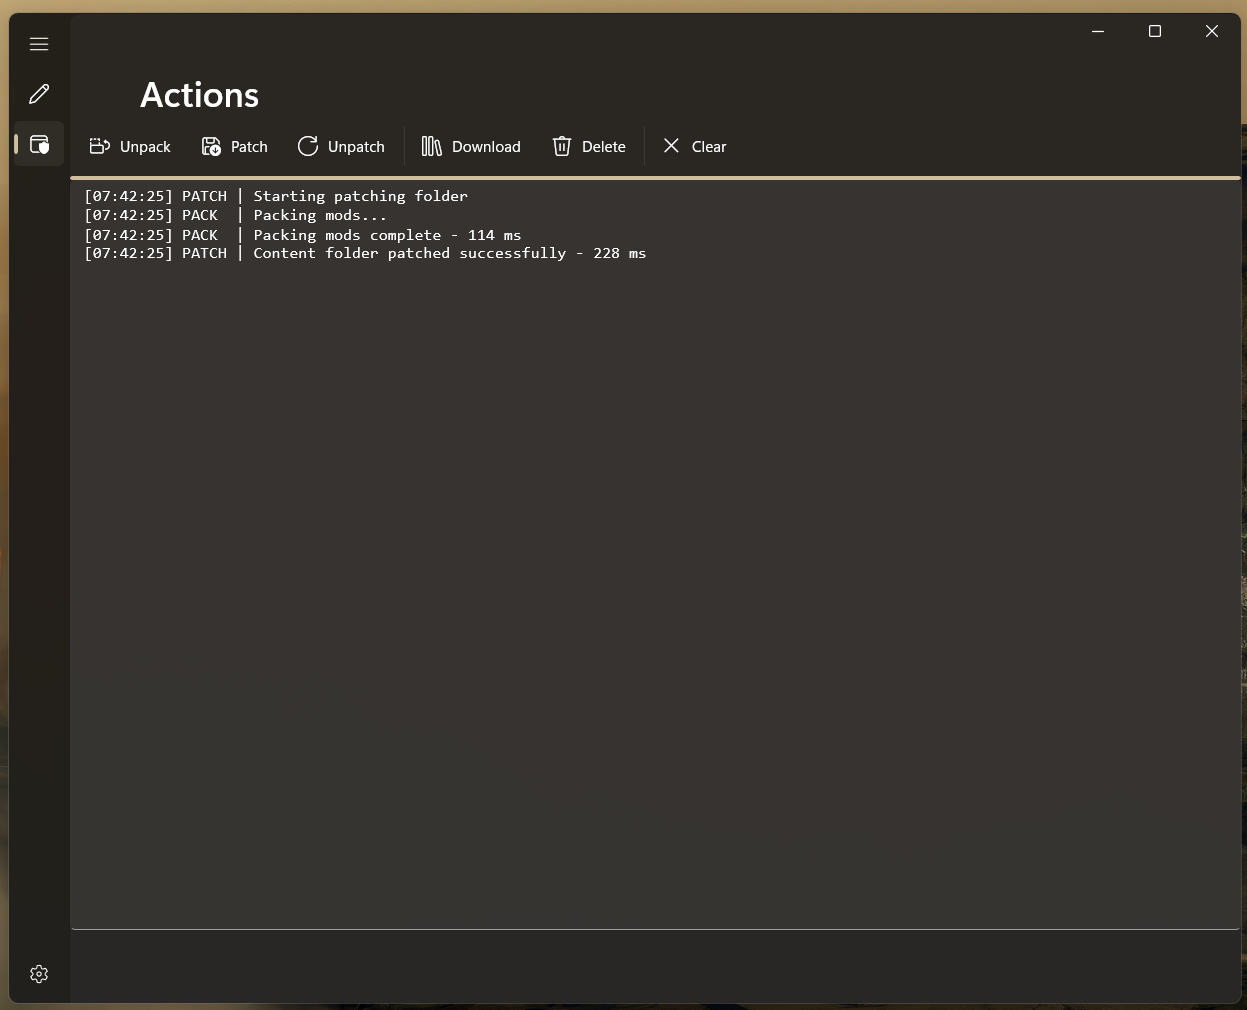 Actions
Unpack Patch Unpatch Download Delete Clear
[07:42:25] PATCH | Starting patching folder
[07:42:25] PACK  | Packing mods...
[07:42:25] PACK  | Packing mods complete - 114 ms
[07:42:25] PATCH | Content folder patched successfully - 228 ms